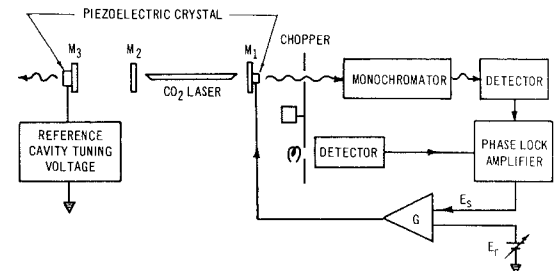 PIEZOELECTRIC CRYSTAL
M3
M2
M1
CHOPPER
CO2 LASER
MONOCHROMATOR
DETECTOR
REFERENCE
CAVITY TUNING
VOLTAGE
DETECTOR
PHASE LOCK
AMPLIFIER
G
Es
Er